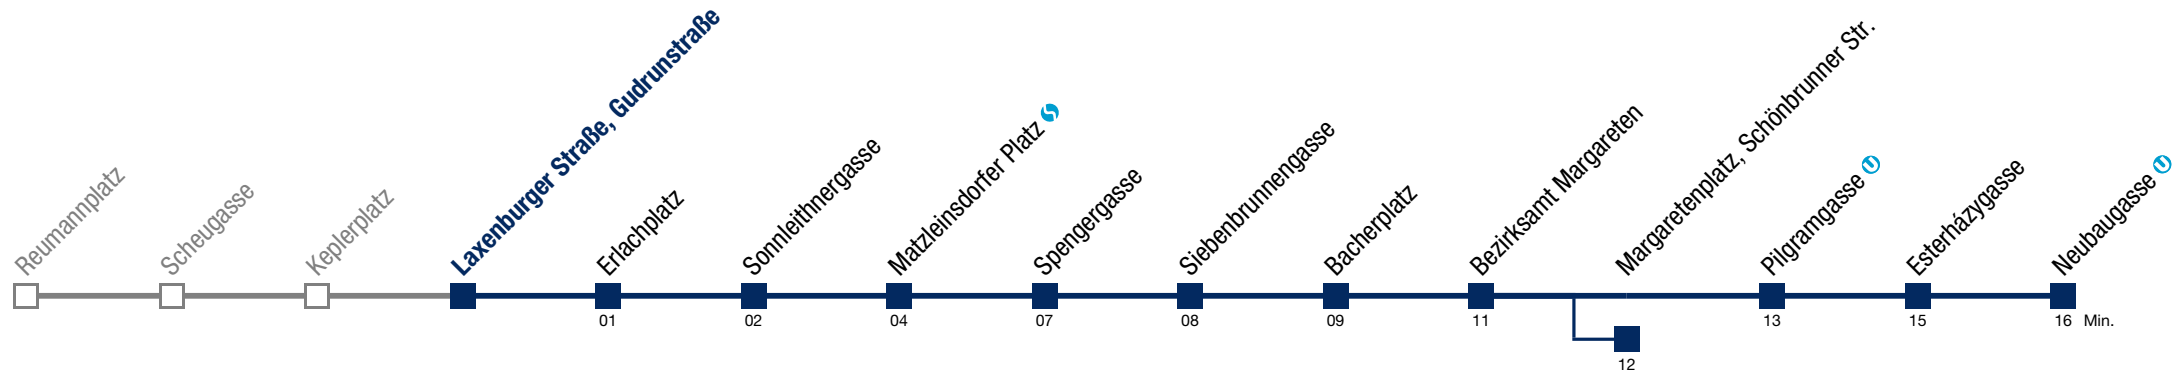 Reumannplatz
Scheugasse
Keplerplatz
Laxenburger Straße, Gudrunstraße
Erlachplatz
Sonnleithnergasse
Matzleinsdorfer Platz S
Spengergasse
Siebenbrunnengasse
Bacherplatz
Bezirksamt Margareten
Margaretenplatz, Schönbrunner Str.
Pilgramgasse U
Esterházygasse
Neubaugasse U
01 02 04 07 08 09 11 13 15 16 Min.
12